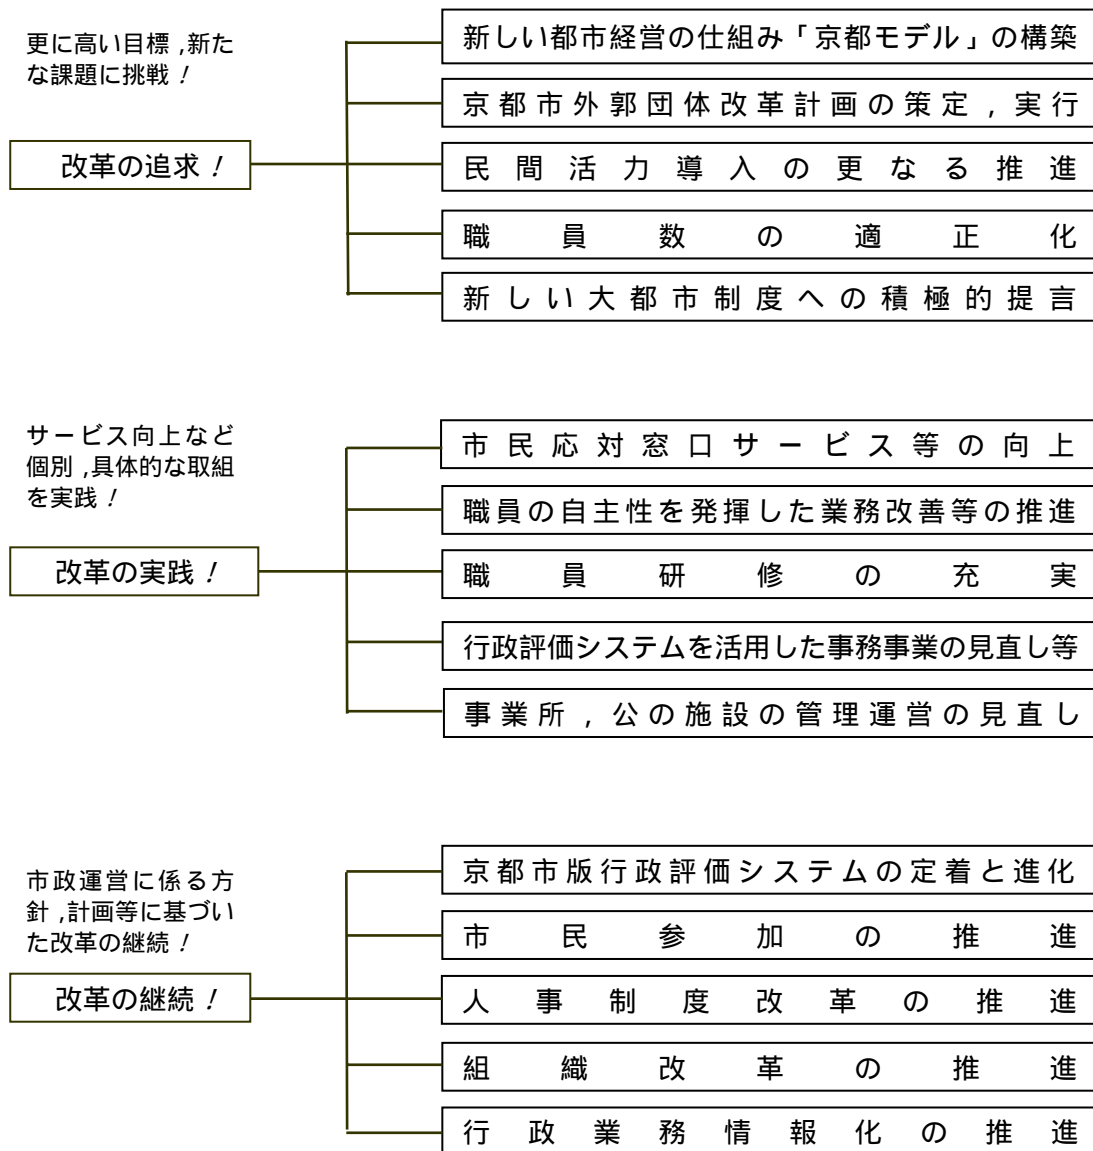 更に高い目標,新た
な課題に挑戦！
改革の追求！
新しい都市経営の仕組み「京都モデル」の構築
京都市外郭団体改革計画の策定,実行
民間活力導入の更なる推進
職員数の適正化
新しい大都市制度への積極的提言
サービス向上など
個別,具体的な取組
を実践！
改革の実践！
市民応対窓口サービス等の向上
職員の自主性を発揮した業務改善等の推進
職員研修の充実
行政評価システムを活用した事務事業の見直し等
事業所,公の施設の管理運営の見直し
市政運営に係る方
針,計画等に基づい
た改革の継続！
改革の継続！
京都市版行政評価システムの定着と進化
市民参加の推進
人事制度改革の推進
組織改革の推進
行政業務情報化の推進